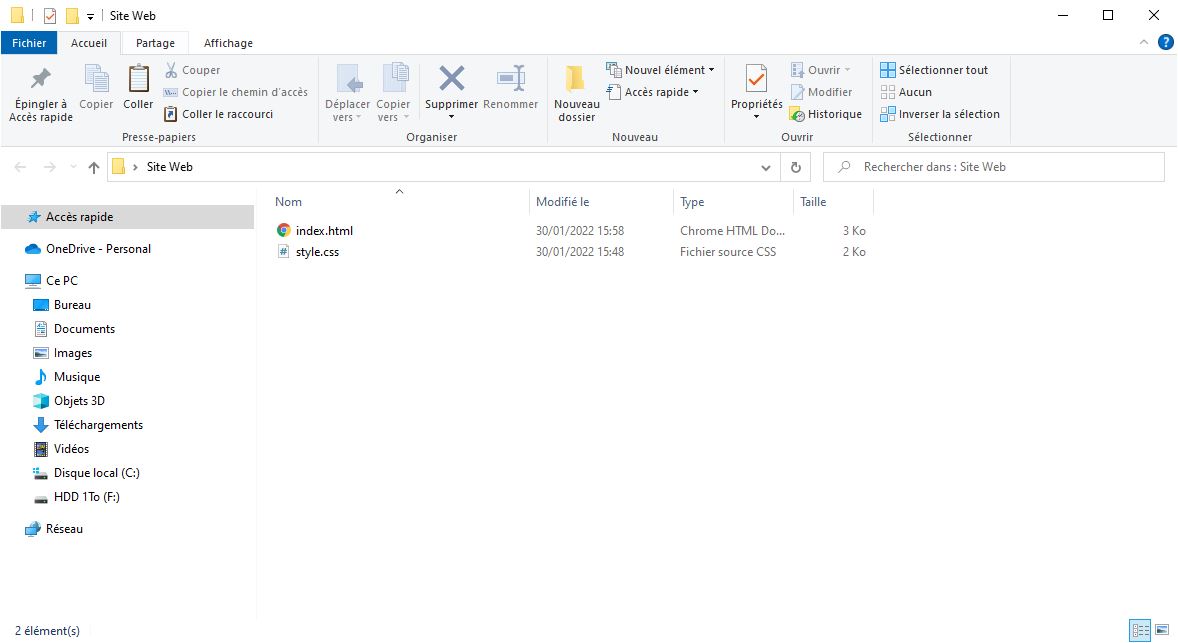 Site Web
Fichier Accueil Partage Affichage
?
Épingler à Accès rapide
Copier
Coller
Couper
Copier le chemin d'accès
Coller le raccourci
Presse-papiers
Déplacer vers
Copier vers
Supprimer
Renommer
Organiser
Nouveau dossier
Nouvel élément
Accès rapide
Nouveau
Propriétés
Ouvrir
Modifier
Historique
Ouvrir
Sélectionner tout
Aucun
Inverser la sélection
Sélectionner
Site Web
Rechercher dans : Site Web
Nom Modifié le Type Taille
index.html 30/01/2022 15:58 Chrome HTML Do... 3 Ko
style.css 30/01/2022 15:48 Fichier source CSS 2 Ko
Accès rapide
OneDrive - Personal
Ce PC
Bureau
Documents
Images
Musique
Objets 3D
Téléchargements
Vidéos
Disque local (C:)
HDD 1To (F:)
Réseau
2 élément(s)